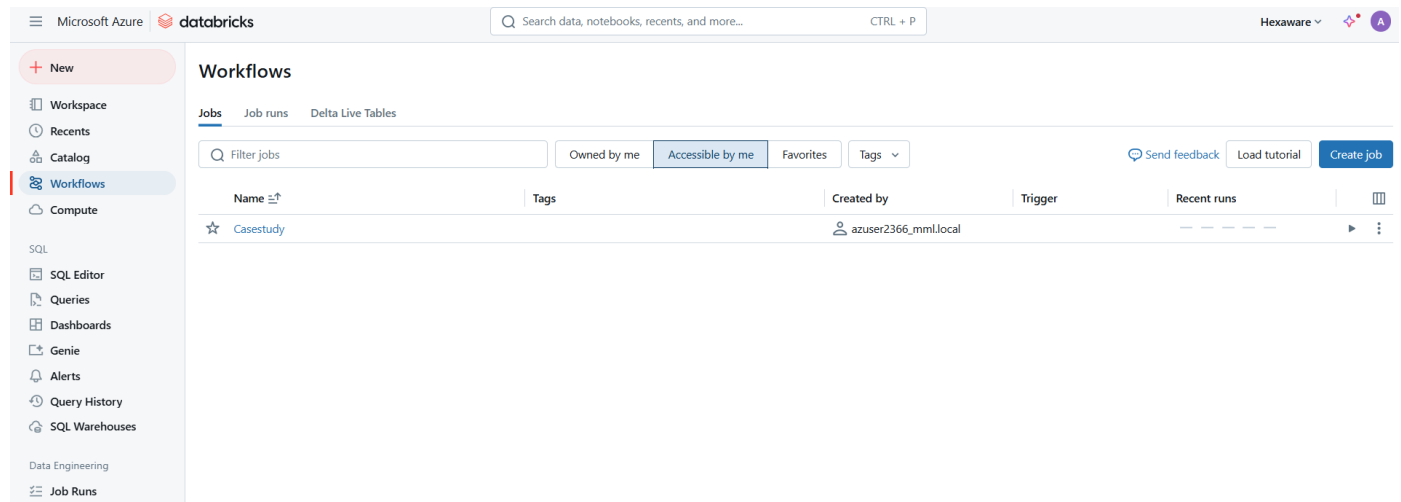 Microsoft Azure databricks Search data, notebooks, recents, and more... CTRL + P Hexaware A
New
Workspace
Recents
Catalog
Workflows
Compute
SQL
SQL Editor
Queries
Dashboards
Genie
Alerts
Query History
SQL Warehouses
Data Engineering
Job Runs
Workflows
Jobs Job runs Delta Live Tables
Filter jobs Owned by me Accessible by me Favorites Tags Send feedback Load tutorial Create job
Name Tags Created by Trigger Recent runs
Casestudy azuser2366_mml.local